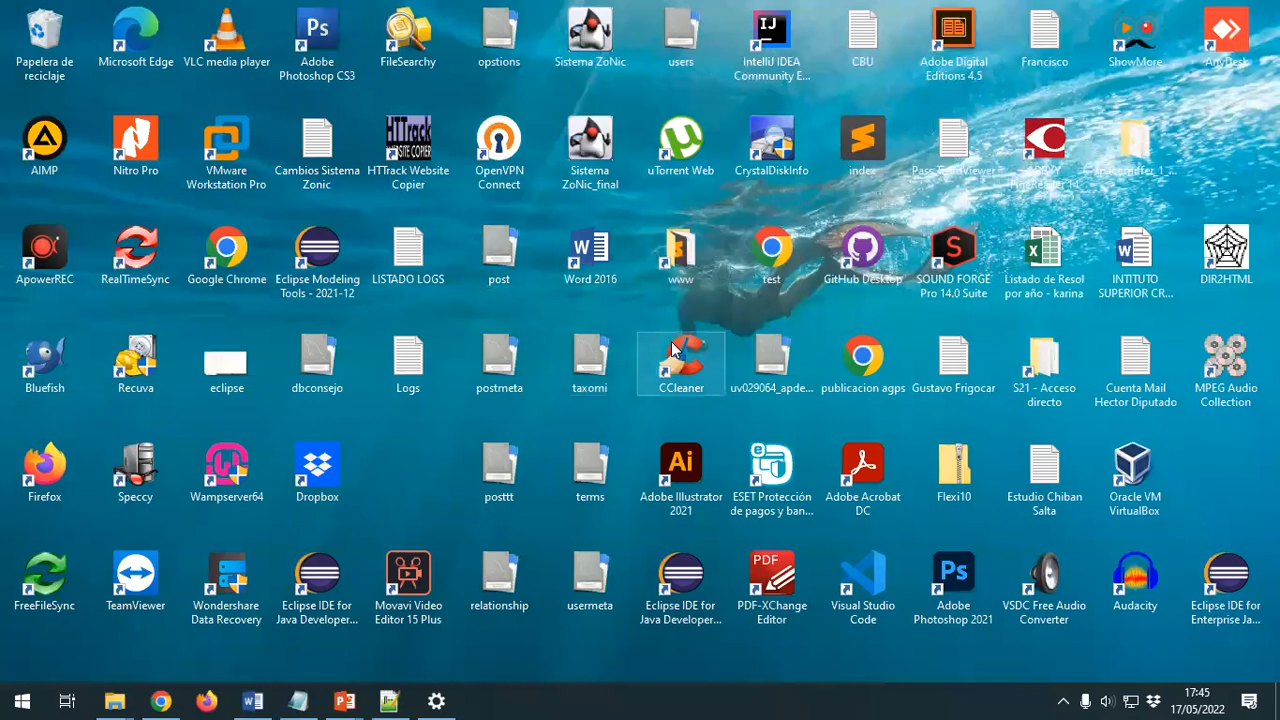 Papelera de
reciclaje
Microsoft Edge
VLC media player
Ps
Adobe
Photoshop CS3
FileSearchy
opstions
Sistema ZoNic
users
IJ
IntelliJ IDEA
Community E...
CBU
Adobe Digital
Editions 4.5
Francisco
ShowMore
AnyDesk
AIMP
Nitro Pro
VMware
Workstation Pro
Cambios Sistema
Zonic
HTTrack
WEBSITE COPIER
HTTrack Website
Copier
OpenVPN
Connect
Sistema
ZoNic_final
uTorrent Web
CrystalDiskInfo
index
ApowerREC
RealTimeSync
Google Chrome
Eclipse Modeling
Tools - 2021-12
LISTADO LOGS
post
Word 2016
www
test
GitHub Desktop
SOUND FORGE
Pro 14.0 Suite
Listado de Resol
por año - karina
INTITUTO
SUPERIOR CR...
DIR2HTML
Bluefish
Recuva
eclipse
dbconsejo
Logs
postmeta
taxomi
CCleaner
uv029064_apde...
publicacion agps
Gustavo Frigocar
S21 - Acceso
directo
Cuenta Mail
Hector Diputado
MPEG Audio
Collection
Firefox
Speccy
Wampserver64
Dropbox
posttt
terms
Ai
Adobe Illustrator
2021
ESET Protección
de pagos y ban...
Adobe Acrobat
DC
Flexi10
Estudio Chiban
Salta
Oracle VM
VirtualBox
FreeFileSync
TeamViewer
Wondershare
Data Recovery
Eclipse IDE for
Java Developer...
Movavi Video
Editor 15 Plus
relationship
usermeta
Eclipse IDE for
Java Developer...
PDF
PDF-XChange
Editor
Visual Studio
Code
Ps
Adobe
Photoshop 2021
VSDC Free Audio
Converter
Audacity
Eclipse IDE for
Enterprise Ja...
17:45
17/05/2022